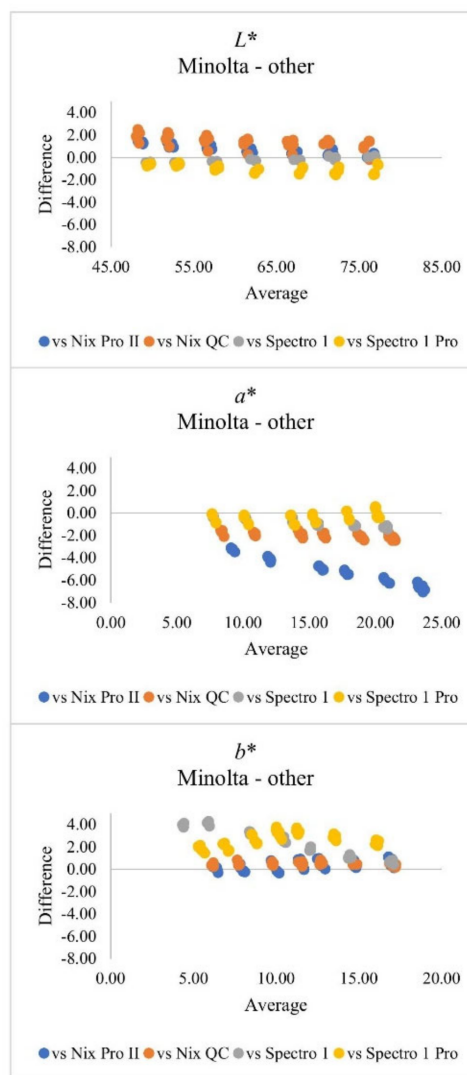 L*
Minolta - other
4.00
2.00
0.00
-2.00
-4.00
-6.00
-8.00
Difference
45.00 55.00 65.00 75.00 85.00
Average
vs Nix Pro II vs Nix QC vs Spectro 1 vs Spectro 1 Pro
a*
Minolta - other
4.00
2.00
0.00
-2.00
-4.00
-6.00
-8.00
Difference
0.00 5.00 10.00 15.00 20.00 25.00
Average
vs Nix Pro II vs Nix QC vs Spectro 1 vs Spectro 1 Pro
b*
Minolta - other
4.00
2.00
0.00
-2.00
-4.00
-6.00
-8.00
Difference
0.00 5.00 10.00 15.00 20.00
Average
vs Nix Pro II vs Nix QC vs Spectro 1 vs Spectro 1 Pro